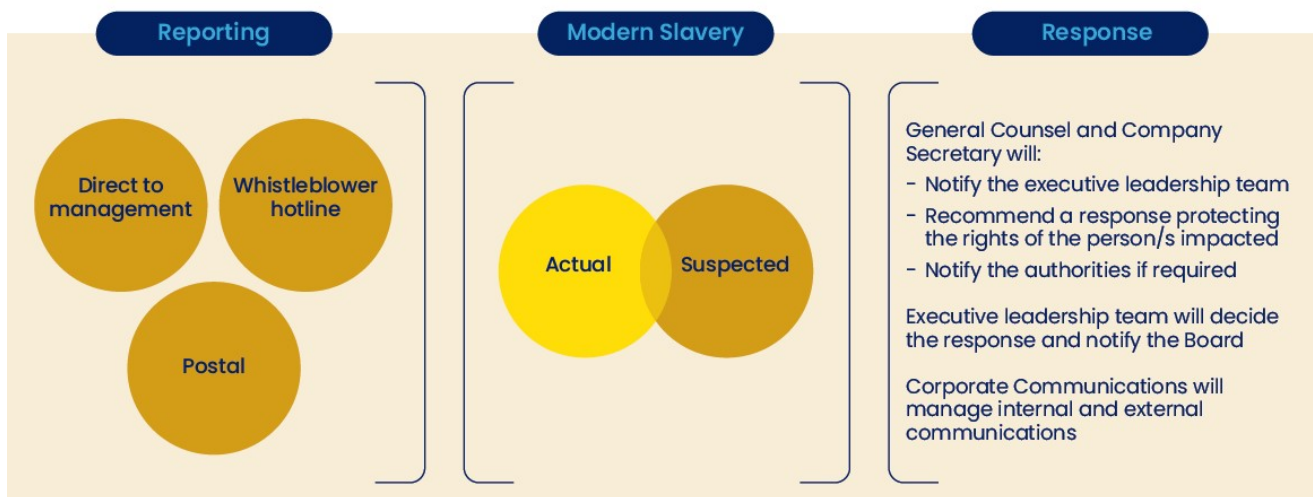 Reporting
Modern Slavery
Response
Direct to
management
Whistleblower
hotline
Postal
Actual
Suspected
General Counsel and Company
Secretary will:
- Notify the executive leadership team
- Recommend a response protecting
the rights of the person/s impacted
- Notify the authorities if required
Executive leadership team will decide
the response and notify the Board
Corporate Communications will
manage internal and external
communications